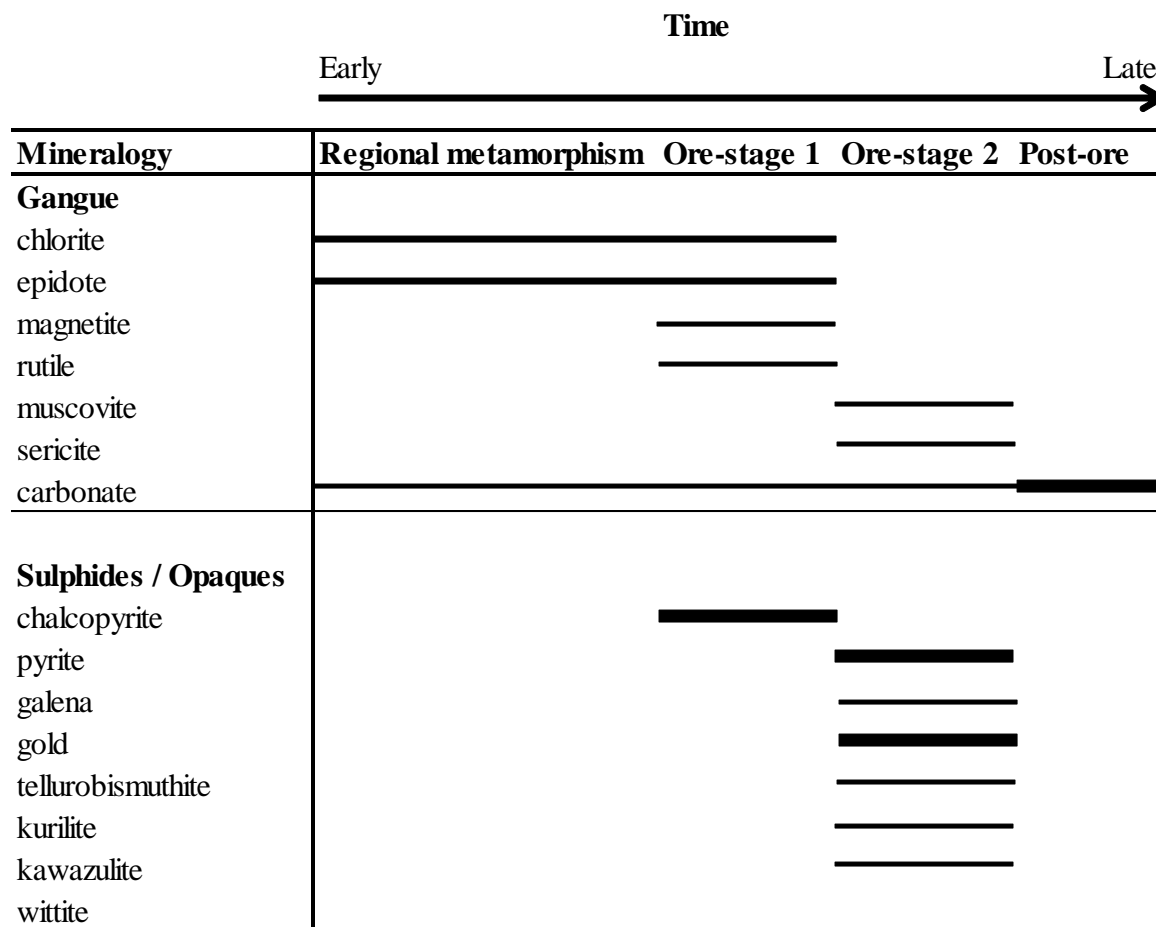 Time
Early Late
Mineralogy Regional metamorphism Ore-stage 1 Ore-stage 2 Post-ore
Gangue
chlorite
epidote
magnetite
rutile
muscovite
sericite
carbonate
Sulphides / Opaques
chalcopyrite
pyrite
galena
gold
tellurobismuthite
kurilite
kawazulite
wittite